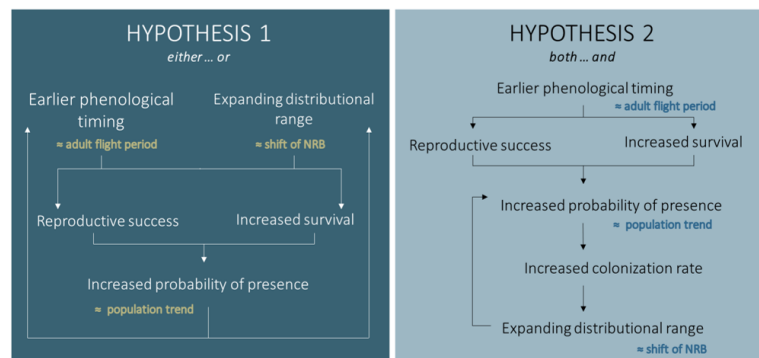 HYPOTHESIS 1
either ... or
Earlier phenological
timing
≈ adult flight period
Expanding distributional
range
≈ shift of NRB
Reproductive success
Increased survival
Increased probability of presence
≈ population trend
HYPOTHESIS 2
both ... and
Earlier phenological timing
≈ adult flight period
Reproductive success
Increased survival
Increased probability of presence
≈ population trend
Increased colonization rate
Expanding distributional range
≈ shift of NRB